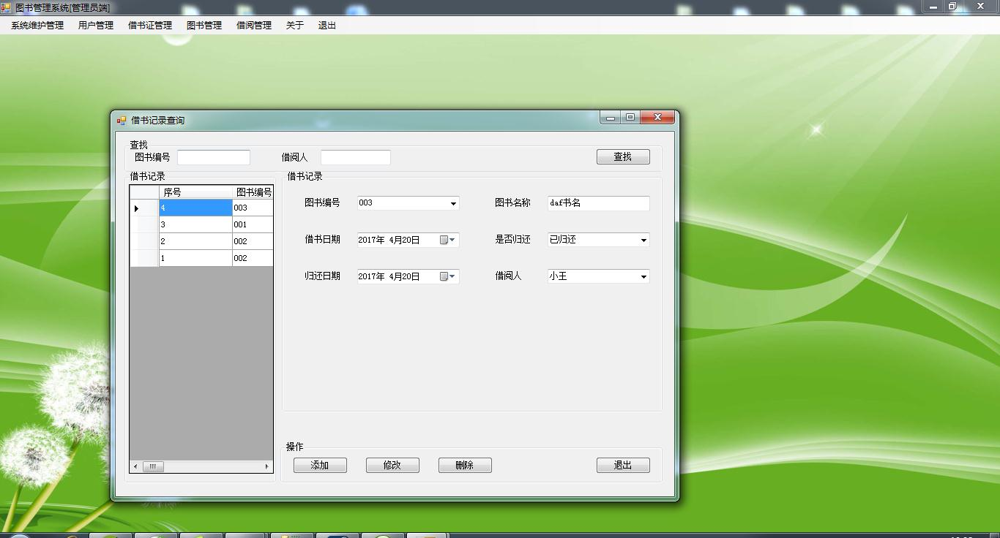 图书管理系统[管理员端]
系统维护管理 用户管理 借书证管理 图书管理 借阅管理 关于 退出
借书记录查询
查找
图书编号 借阅人 查找
借书记录
序号 图书编号
4 003
3 001
2 002
1 002
借书记录
图书编号 003 图书名称 daf书名
借书日期 2017年 4月20日 是否归还 已归还
归还日期 2017年 4月20日 借阅人 小王
操作
添加 修改 删除 退出